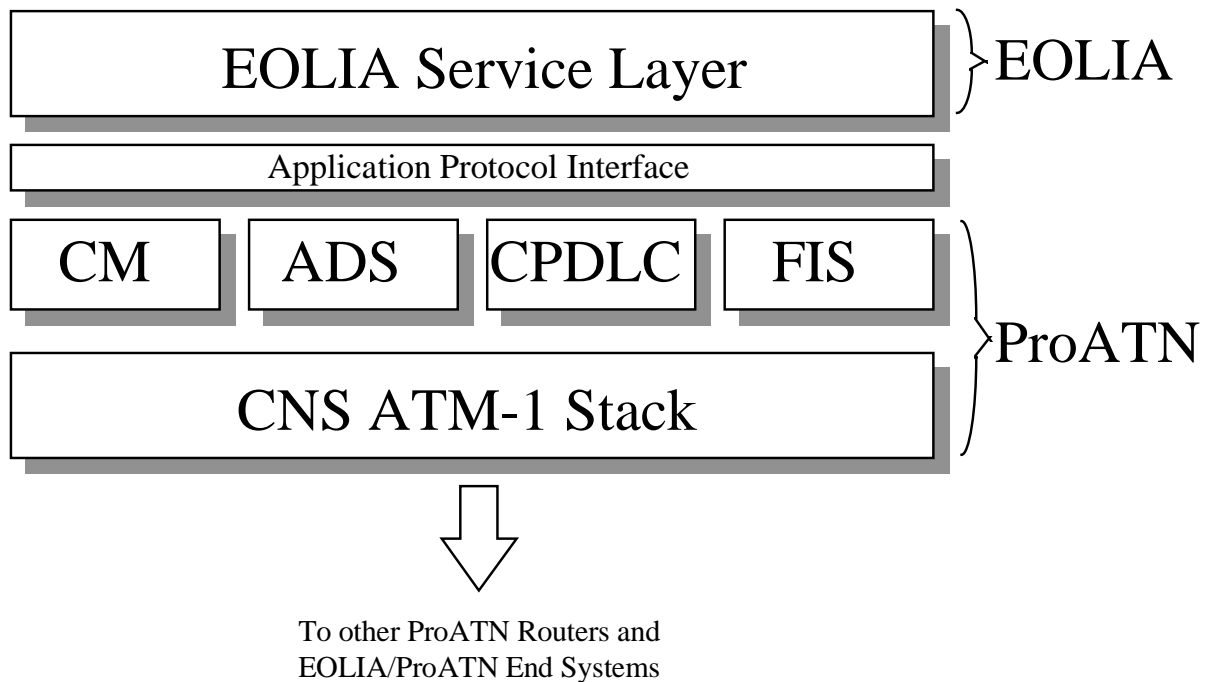 EOLIA Service Layer
EOLIA
Application Protocol Interface
CM
ADS
CPDLC
FIS
ProATN
CNS ATM-1 Stack
To other ProATN Routers and
EOLIA/ProATN End Systems